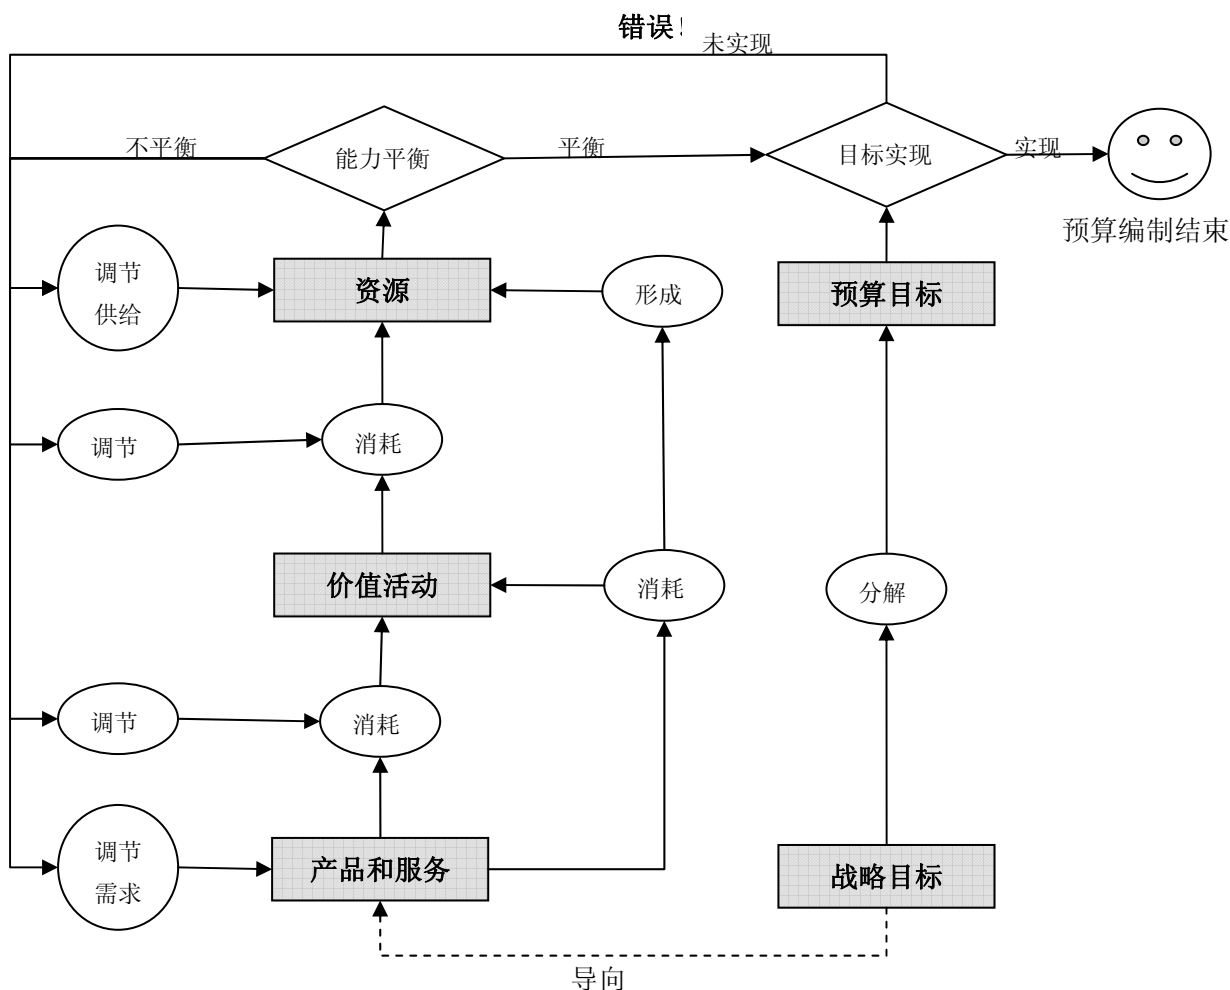 错误!
未实现
不平衡
能力平衡
平衡
目标实现
实现
预算编制结束
调节
供给
资源
形成
预算目标
调节
消耗
价值活动
消耗
分解
调节
消耗
调节
需求
产品和服务
战略目标
导向